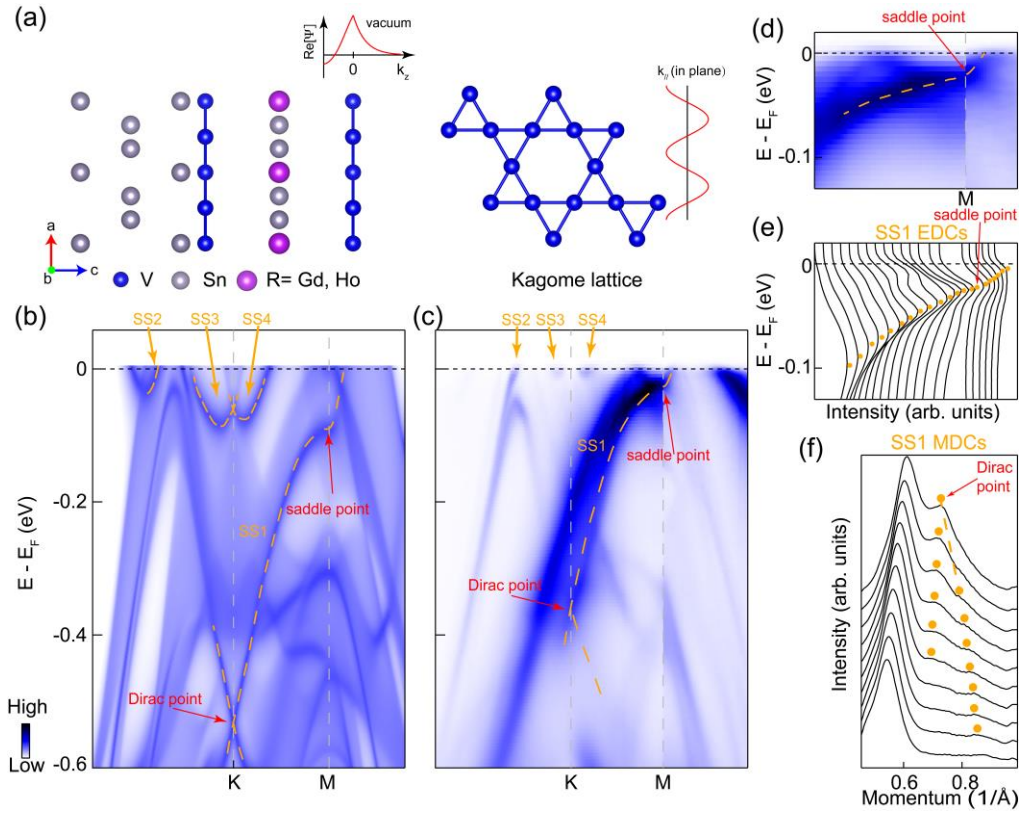 (a)
Re[Ψ]
vacuum
0
k_z
a
b
c
V
Sn
R= Gd, Ho
k_// (in plane)
Kagome lattice
(b)
SS2
SS3
SS4
0
-0.2
-0.4
-0.6
E - E_F (eV)
SS1
saddle point
Dirac point
High
Low
K
M
(c)
SS2
SS3
SS4
SS1
saddle point
Dirac point
K
M
(d)
saddle point
0
-0.1
E - E_F (eV)
M
(e)
SS1 EDCs
saddle point
0
-0.1
E - E_F (eV)
Intensity (arb. units)
(f)
SS1 MDCs
Dirac
point
Intensity (arb. units)
0.6
0.8
Momentum (1/Å)